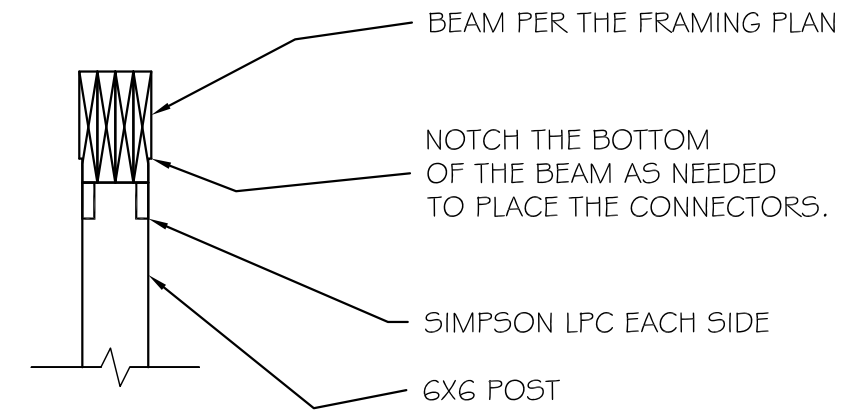 BEAM PER THE FRAMING PLAN
NOTCH THE BOTTOM
OF THE BEAM AS NEEDED
TO PLACE THE CONNECTORS.
SIMPSON LPC EACH SIDE
6X6 POST